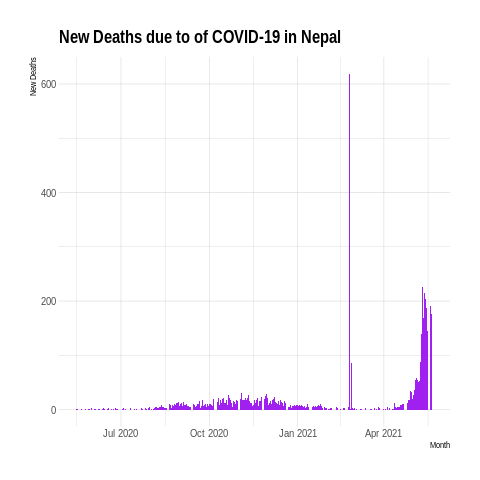 New Deaths due to of COVID-19 in Nepal
New Deaths
600
400
200
0
Jul 2020 Oct 2020 Jan 2021 Apr 2021
Month